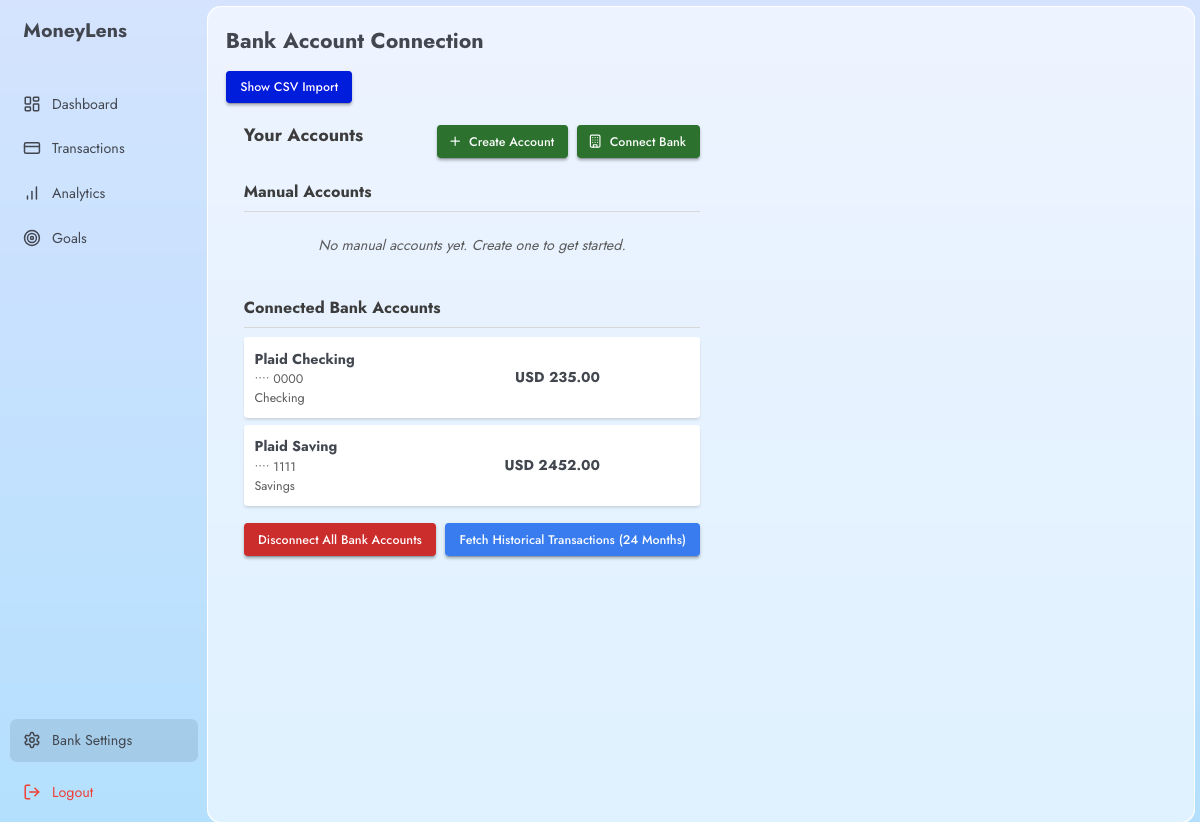 MoneyLens
Dashboard
Transactions
Analytics
Goals
Bank Settings
Logout
Bank Account Connection
Show CSV Import
Your Accounts
Create Account
Connect Bank
Manual Accounts
No manual accounts yet. Create one to get started.
Connected Bank Accounts
Plaid Checking
···· 0000
Checking
USD 235.00
Plaid Saving
···· 1111
Savings
USD 2452.00
Disconnect All Bank Accounts
Fetch Historical Transactions (24 Months)